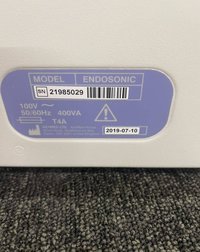 MODEL ENDOSONIC
SN 21985029
100V ~
50/60Hz 400VA
T4A
2019-07-10